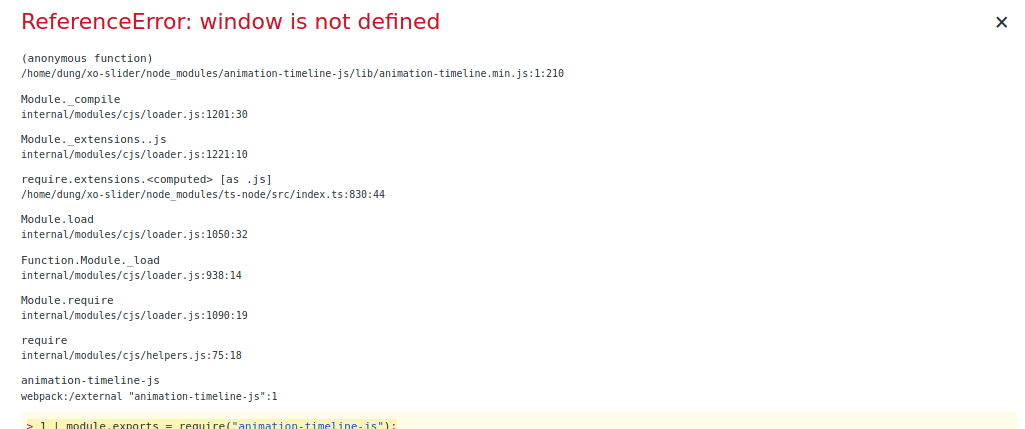 ReferenceError: window is not defined
×
(anonymous function)
/home/dung/xo-slider/node_modules/animation-timeline-js/lib/animation-timeline.min.js:1:210
Module._compile
internal/modules/cjs/loader.js:1201:30
Module._extensions..js
internal/modules/cjs/loader.js:1221:10
require.extensions.<computed> [as .js]
/home/dung/xo-slider/node_modules/ts-node/src/index.ts:830:44
Module.load
internal/modules/cjs/loader.js:1050:32
Function.Module._load
internal/modules/cjs/loader.js:938:14
Module.require
internal/modules/cjs/loader.js:1090:19
require
internal/modules/cjs/helpers.js:75:18
animation-timeline-js
webpack:/external "animation-timeline-js":1
> 1 | module.exports = require("animation-timeline-js");